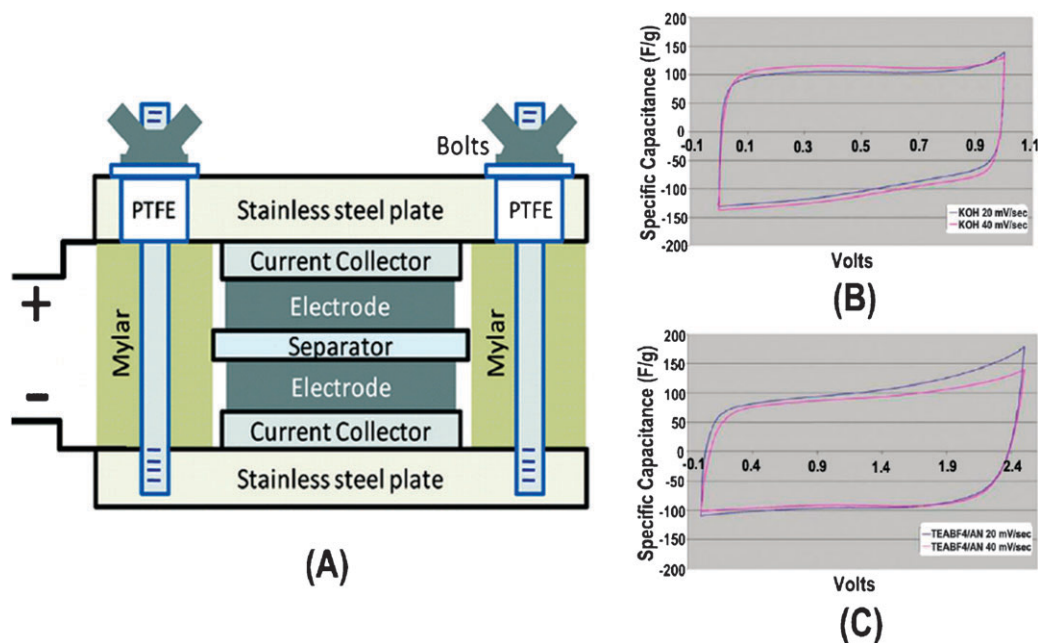 Bolts
PTFE
PTFE
Stainless steel plate
Current Collector
Electrode
Separator
Electrode
Current Collector
Stainless steel plate
Mylar
Mylar
+
-
(A)
Specific Capacitance (F/g)
200
150
100
50
0
-50
-100
-150
-200
-0.1 0.1 0.3 0.5 0.7 0.9 1.1
KOH 20 mV/sec
KOH 40 mV/sec
Volts
(B)
Specific Capacitance (F/g)
200
150
100
50
0
-50
-100
-150
-200
-0.1 0.4 0.9 1.4 1.9 2.4
TEABF4/AN 20 mV/sec
TEABF4/AN 40 mV/sec
Volts
(C)